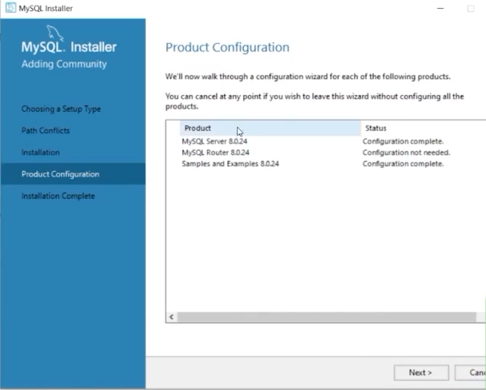 MySQL Installer
MySQL. Installer
Adding Community
Choosing a Setup Type
Path Conflicts
Installation
Product Configuration
Installation Complete
Product Configuration
We'll now walk through a configuration wizard for each of the following products.
You can cancel at any point if you wish to leave this wizard without configuring all the
products.
Product Status
MySQL Server 8.0.24 Configuration complete.
MySQL Router 8.0.24 Configuration not needed.
Samples and Examples 8.0.24 Configuration complete.
Next > Canc